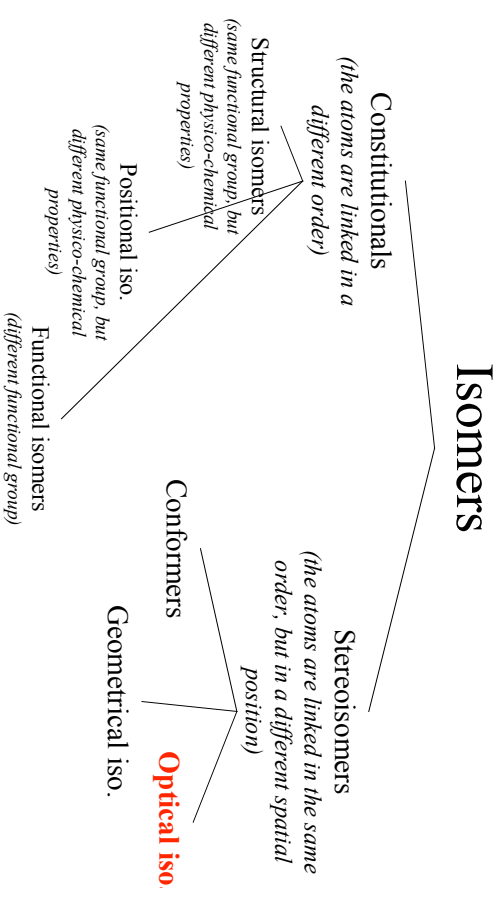 Isomers
Constitutionals
(the atoms are linked in a
different order)
Structural isomers
(same functional group, but
different physico-chemical
properties)
Positional iso.
(same functional group, but
different physico-chemical
properties)
Functional isomers
(different functional group)
Stereoisomers
(the atoms are linked in the same
order, but in a different spatial
position)
Conformers
Geometrical iso.
Optical iso.